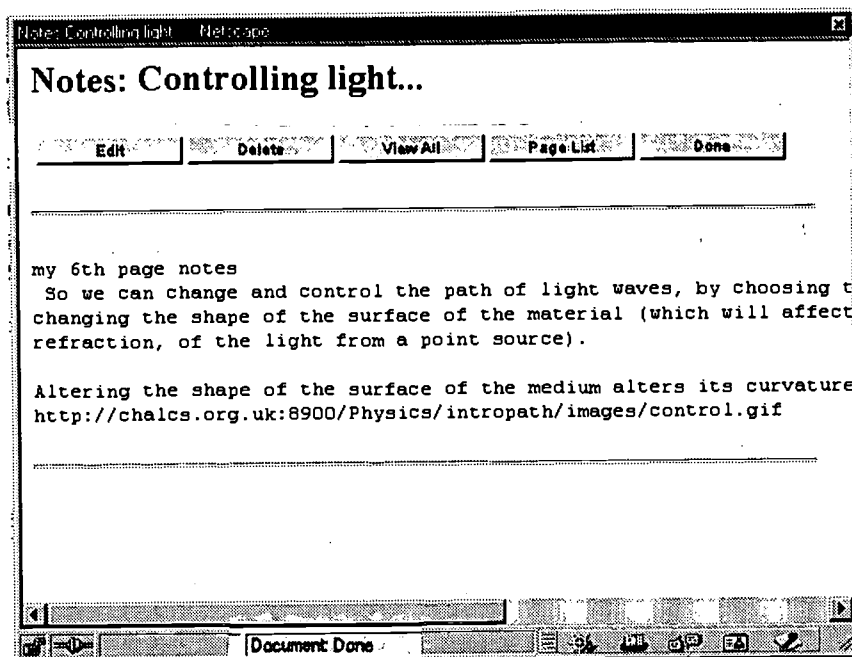 Note: Controlling light Netscape
Notes: Controlling light...
Edit Delete View All Page List Done
my 6th page notes
So we can change and control the path of light waves, by choosing t
changing the shape of the surface of the material (which will affect
refraction, of the light from a point source).
Altering the shape of the surface of the medium alters its curvature
http://chalcs.org.uk:8900/Physics/intropath/images/control.gif
Document: Done